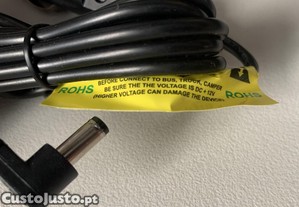 ROHS
BEFORE CONNECT TO BUS, TRUCK, CAMPER
BE SURE THE THE VOLTAGE IS DC = 12V
(HIGHER VOLTAGE CAN DAMAGE THE DEVICE)
ROHS
CustoJusto.pt